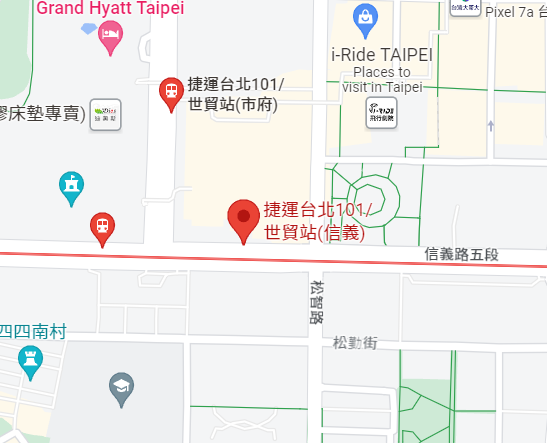 Grand Hyatt Taipei
Pixel 7a 台
i-Ride TAIPEI
Places to
visit in Taipei
捷運台北101/
世貿站(市府)
膠床墊專賣)
捷運台北101/
世貿站(信義)
信義路五段
松智路
四四南村
松勤街